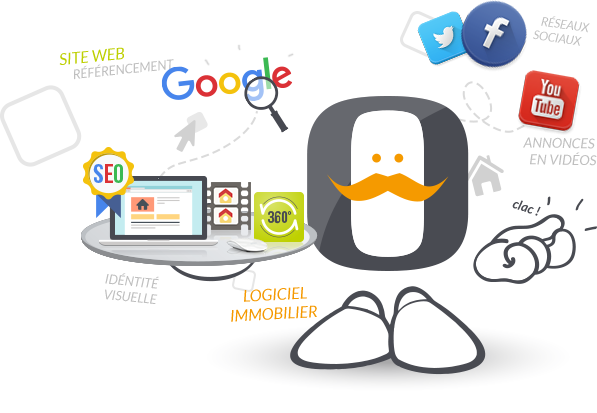 SITE WEB
RÉFÉRENCEMENT
Google
RÉSEAUX
SOCIAUX
f
You
Tube
ANNONCES
EN VIDÉOS
SEO
360°
clac !
IDENTITÉ
VISUELLE
LOGICIEL
IMMOBILIER